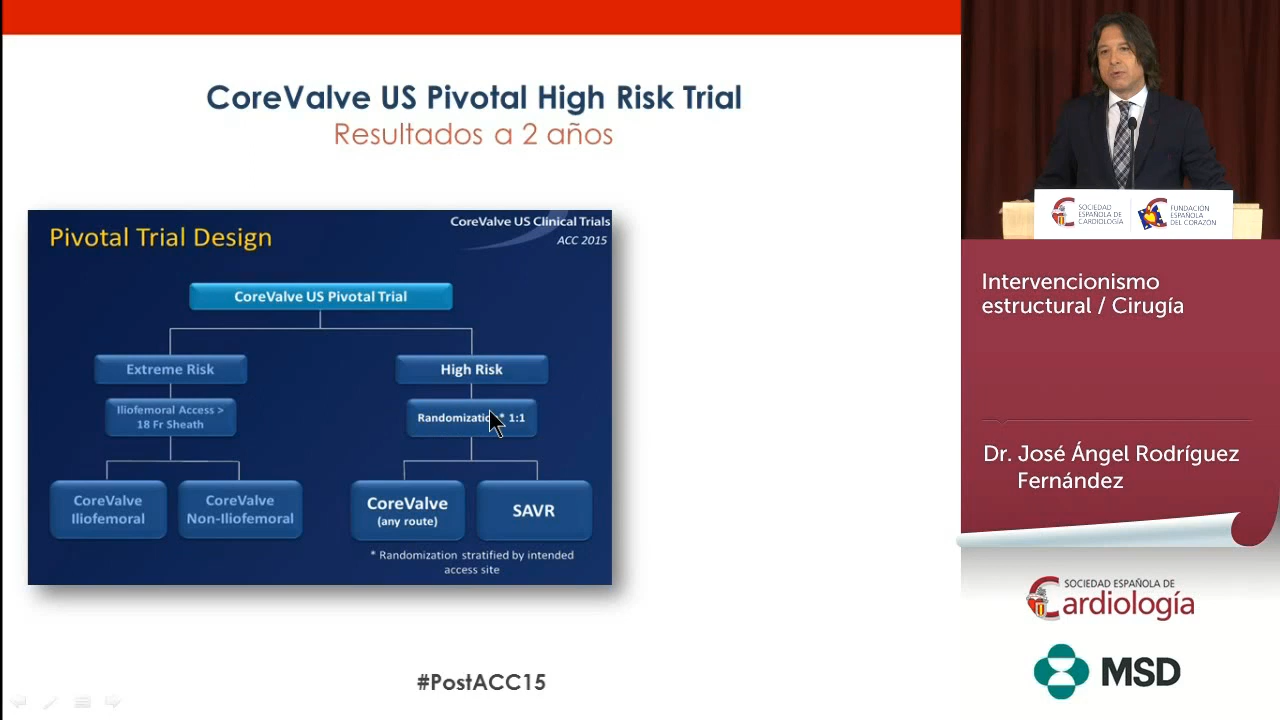 CoreValve US Pivotal High Risk Trial
Resultados a 2 años
CoreValve US Clinical Trials
ACC 2015
Pivotal Trial Design
CoreValve US Pivotal Trial
Extreme Risk
High Risk
Iliofemoral Access >
18 Fr Sheath
Randomization* 1:1
CoreValve
Iliofemoral
CoreValve
Non-Iliofemoral
CoreValve
(any route)
SAVR
* Randomization stratified by intended
access site
#PostACC15
SOCIEDAD
ESPAÑOLA DE
CARDIOLOGÍA
FUNDACIÓN
ESPAÑOLA
DEL CORAZÓN
Intervencionismo
estructural / Cirugía
Dr. José Ángel Rodríguez
Fernández
SOCIEDAD ESPAÑOLA DE
Cardiología
MSD